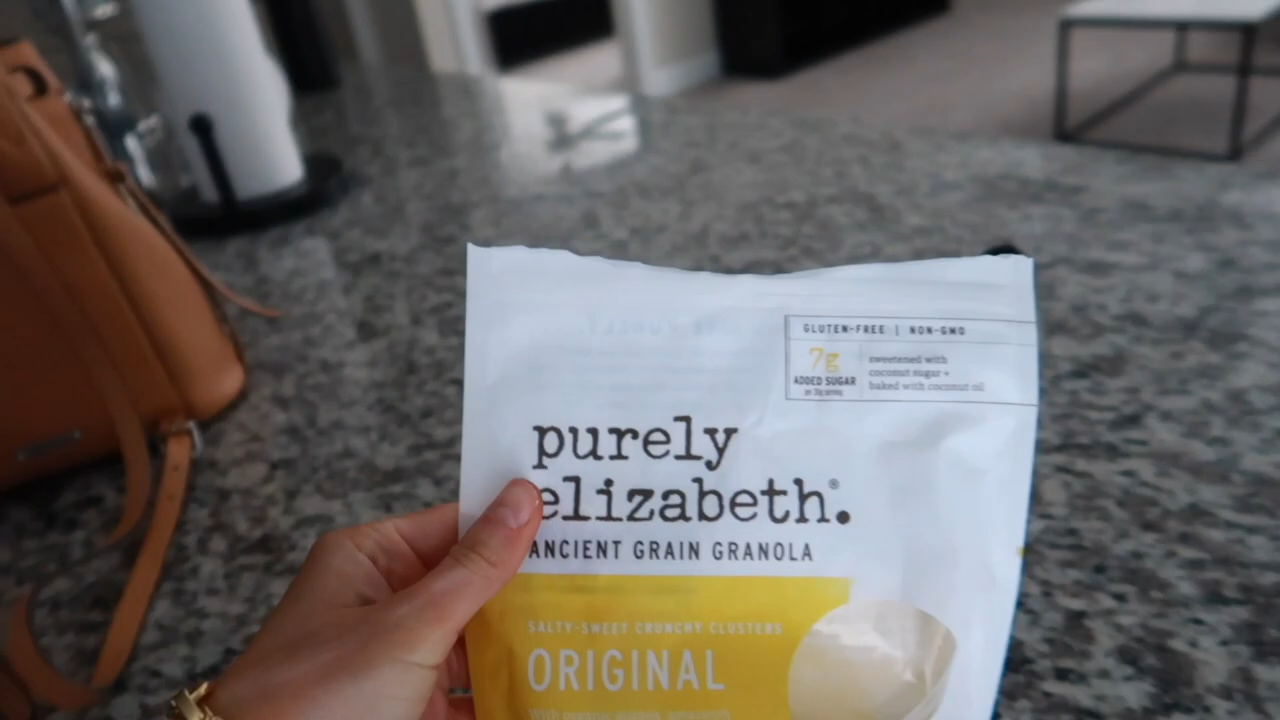 GLUTEN-FREE | NON-GMO
7g
ADDED SUGAR
sweetened with
coconut sugar +
baked with coconut oil
purely
elizabeth.®
ANCIENT GRAIN GRANOLA
SALTY-SWEET CRUNCHY CLUSTERS
ORIGINAL